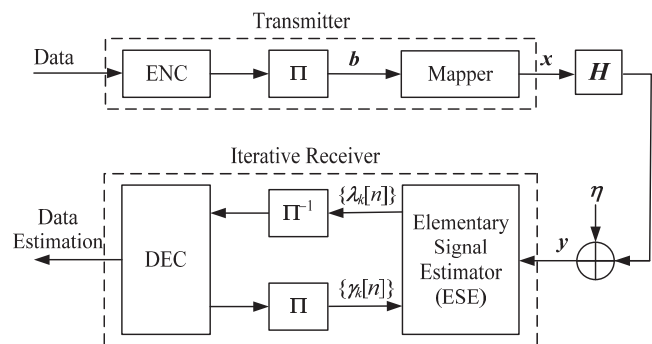 Transmitter
Data
ENC
Π
b
Mapper
x
H
Iterative Receiver
Data
Estimation
DEC
Π⁻¹
{λₖ[n]}
Π
{γₖ[n]}
Elementary
Signal
Estimator
(ESE)
y
η